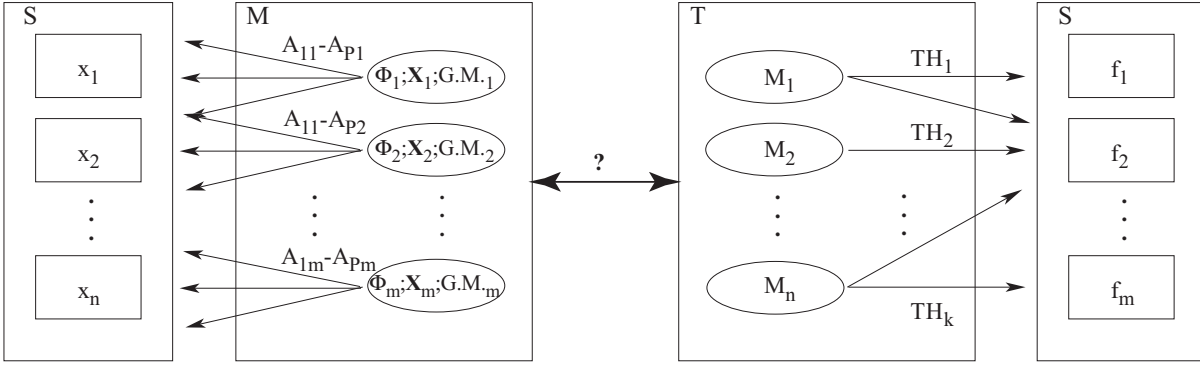 S
M
T
S
x1
A11-AP1
Φ1;X1;G.M.1
M1
TH1
f1
x2
A11-AP2
Φ2;X2;G.M.2
?
M2
TH2
f2
xn
A1m-APm
Φm;Xm;G.M.m
Mn
THk
fm